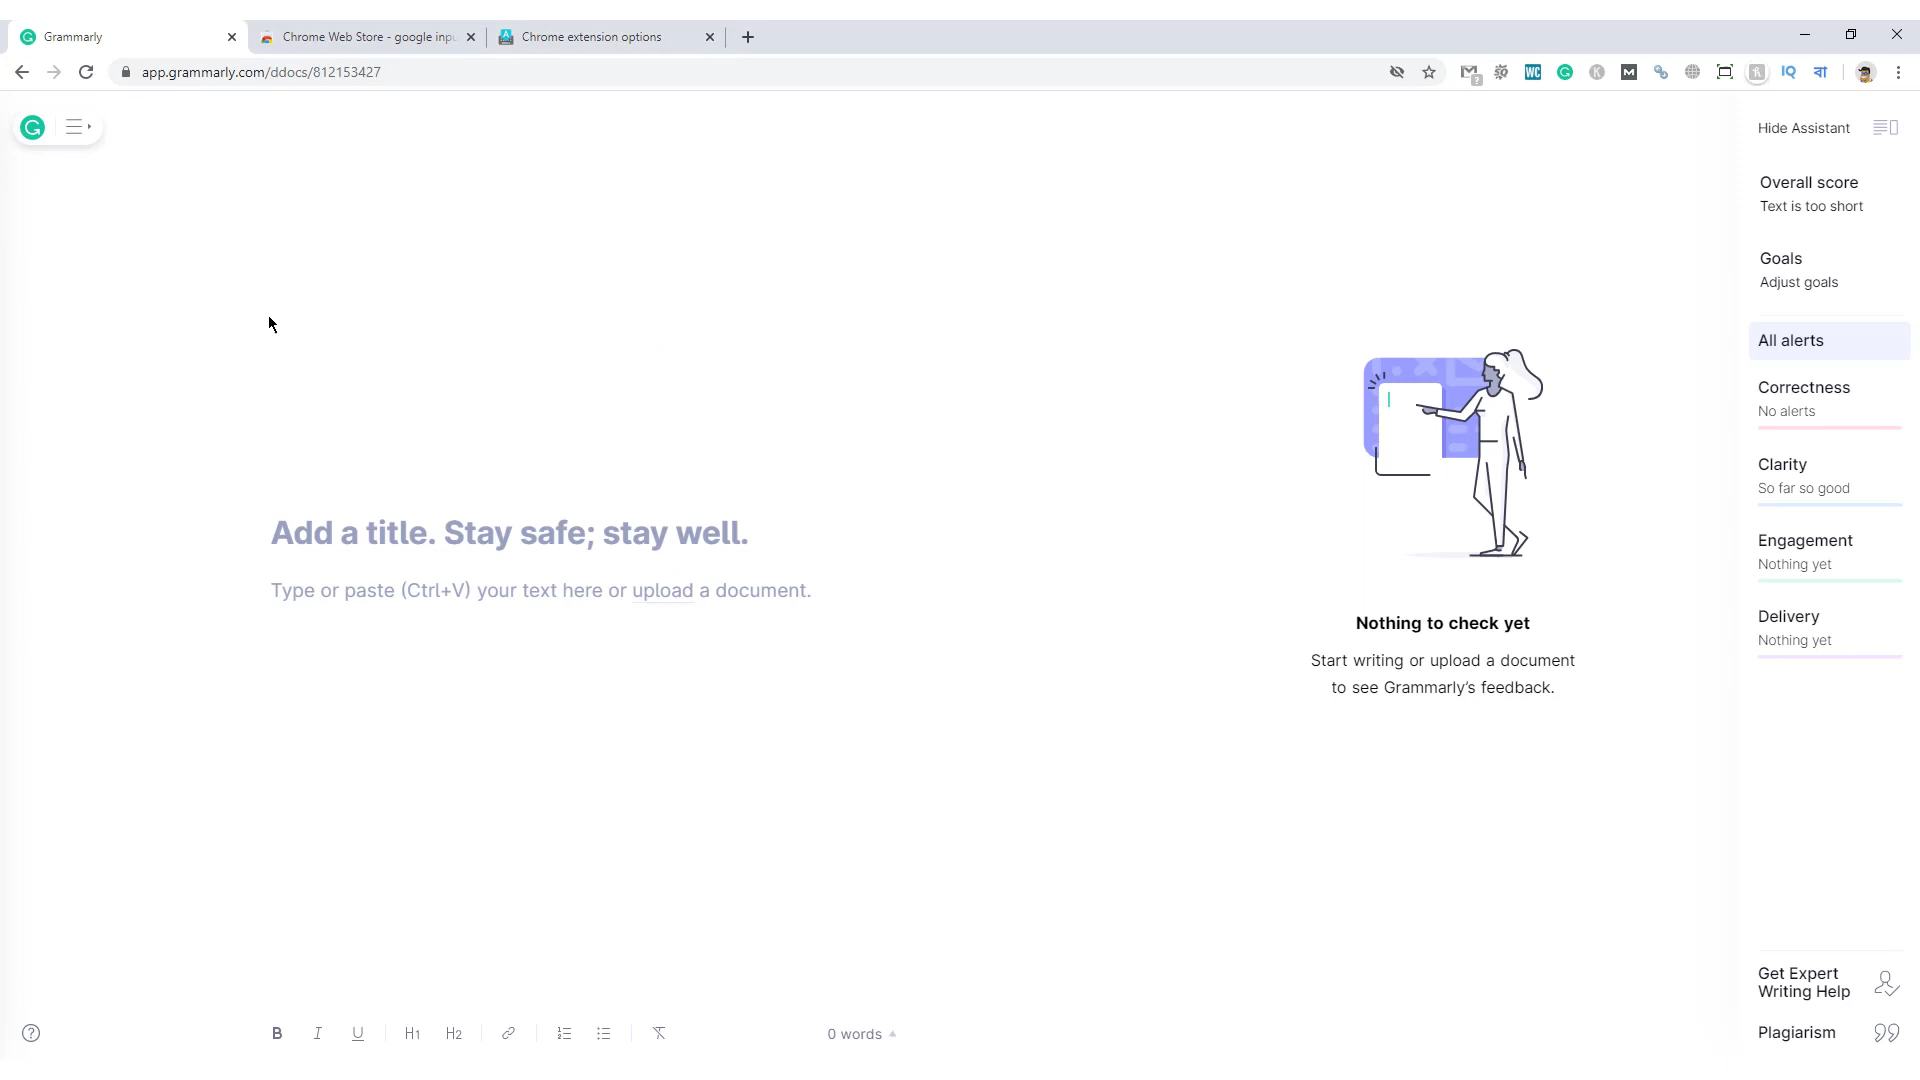 Grammarly
Chrome Web Store - google inpu
Chrome extension options
app.grammarly.com/ddocs/812153427
WC
IQ
বা
Hide Assistant
Overall score
Text is too short
Goals
Adjust goals
All alerts
Correctness
No alerts
Clarity
So far so good
Engagement
Nothing yet
Delivery
Nothing yet
Add a title. Stay safe; stay well.
Type or paste (Ctrl+V) your text here or upload a document.
Nothing to check yet
Start writing or upload a document
to see Grammarly’s feedback.
Get Expert
Writing Help
Plagiarism
B I U H1 H2
0 words